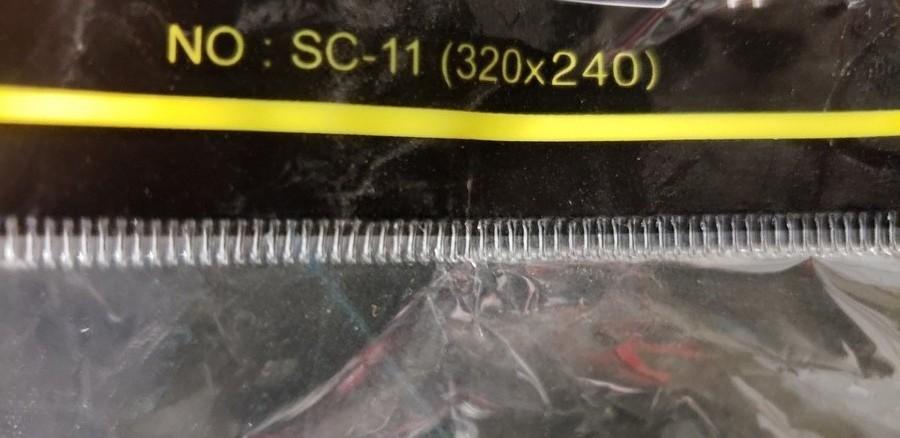 NO : SC-11 (320x240)